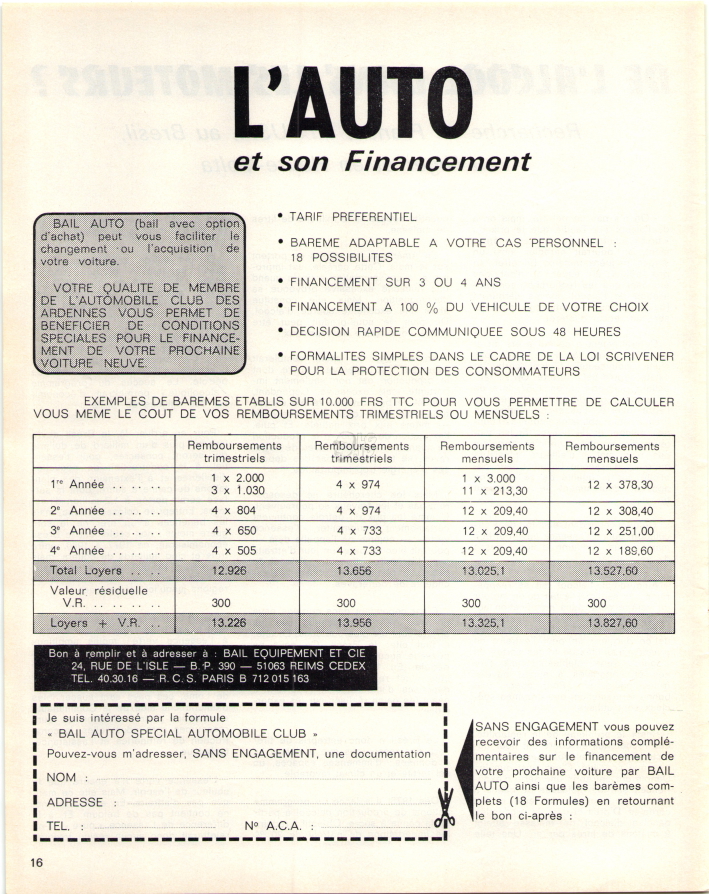 L'AUTO
et son Financement
BAIL AUTO (bail avec option
d'achat) peut vous faciliter le
changement ou l'acquisition de
votre voiture.
VOTRE QUALITE DE MEMBRE
DE L'AUTOMOBILE CLUB DES
ARDENNES VOUS PERMET DE
BENEFICIER DE CONDITIONS
SPECIALES POUR LE FINANCE-
MENT DE VOTRE PROCHAINE
VOITURE NEUVE.
• TARIF PREFERENTIEL
• BAREME ADAPTABLE A VOTRE CAS PERSONNEL :
18 POSSIBILITES
• FINANCEMENT SUR 3 OU 4 ANS
• FINANCEMENT A 100 % DU VEHICULE DE VOTRE CHOIX
• DECISION RAPIDE COMMUNIQUEE SOUS 48 HEURES
• FORMALITES SIMPLES DANS LE CADRE DE LA LOI SCRIVENER
POUR LA PROTECTION DES CONSOMMATEURS
EXEMPLES DE BAREMES ETABLIS SUR 10.000 FRS TTC POUR VOUS PERMETTRE DE CALCULER
VOUS MEME LE COUT DE VOS REMBOURSEMENTS TRIMESTRIELS OU MENSUELS :
Remboursements trimestriels Remboursements trimestriels Remboursements mensuels Remboursements mensuels
1re Année .. .. .. 1 x 2.000 3 x 1.030 4 x 974 1 x 3.000 11 x 213,30 12 x 378,30
2e Année .. .. .. 4 x 804 4 x 974 12 x 209,40 12 x 308,40
3e Année .. .. .. 4 x 650 4 x 733 12 x 209,40 12 x 251,00
4e Année .. .. .. 4 x 505 4 x 733 12 x 209,40 12 x 189,60
Total Loyers .. .. 12.926 13.656 13.025,1 13.527,60
Valeur résiduelle
V.R. .. .. .. .. 300 300 300 300
Loyers + V.R. .. 13.226 13.956 13.325,1 13.827,60
Bon à remplir et à adresser à : BAIL EQUIPEMENT ET CIE
24, RUE DE L'ISLE — B.P. 390 — 51063 REIMS CEDEX
TEL. 40.30.16 — R.C.S. PARIS B 712 015 163
Je suis intéressé par la formule
« BAIL AUTO SPECIAL AUTOMOBILE CLUB »
Pouvez-vous m'adresser, SANS ENGAGEMENT, une documentation
NOM :
ADRESSE :
TEL. : Nº A.C.A. :
SANS ENGAGEMENT vous pouvez
recevoir des informations complé-
mentaires sur le financement de
votre prochaine voiture par BAIL
AUTO ainsi que les barèmes com-
plets (18 Formules) en retournant
le bon ci-après :
16